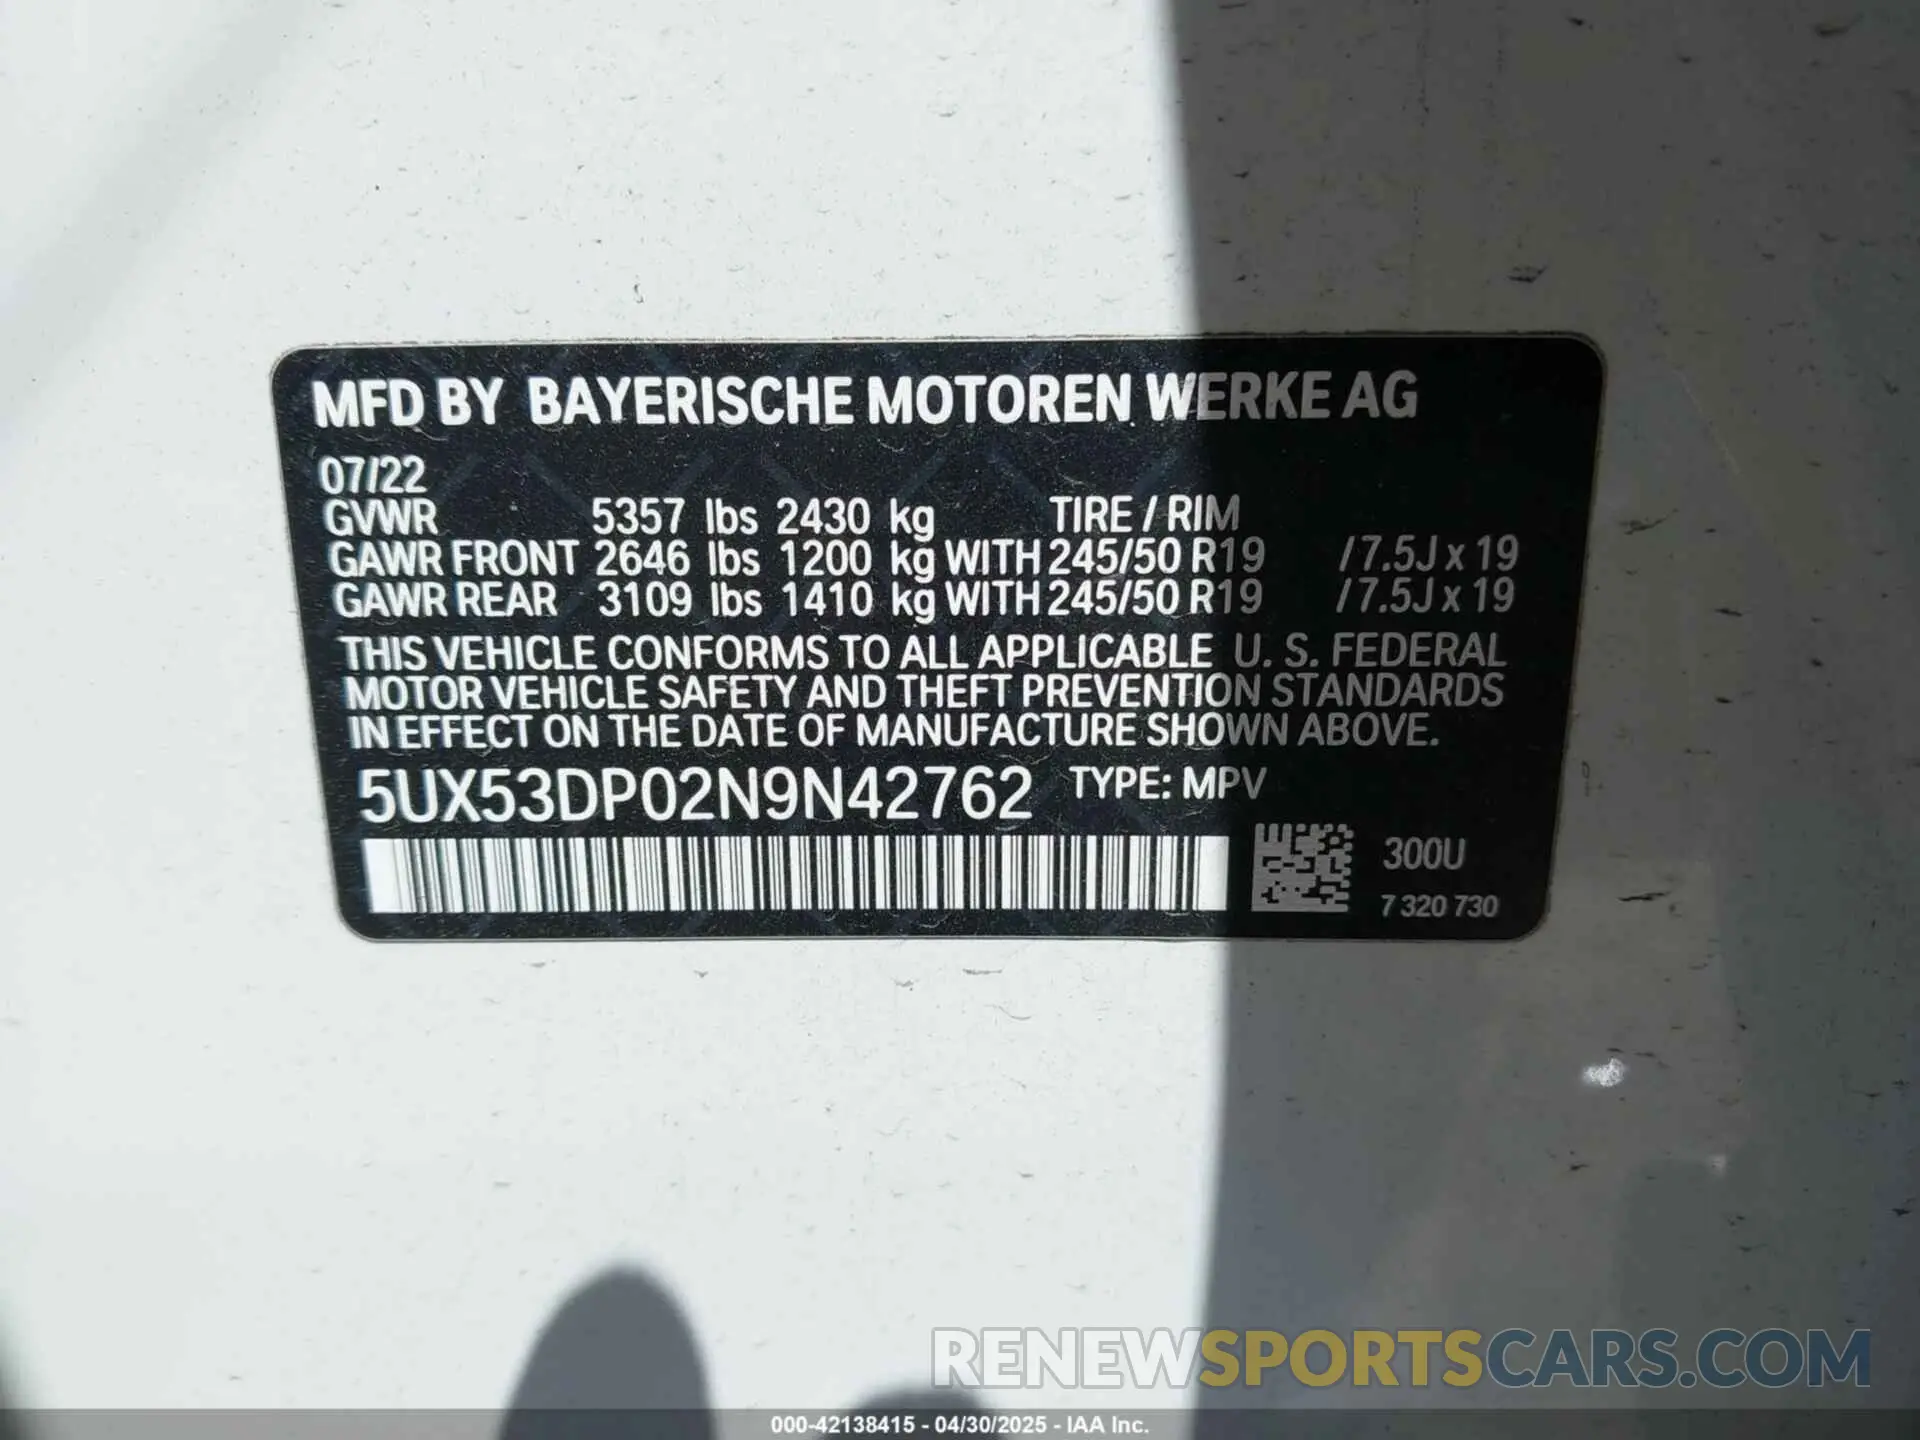 MFD BY BAYERISCHE MOTOREN WERKE AG
07/22
GVWR 5357 lbs 2430 kg TIRE / RIM
GAWR FRONT 2646 lbs 1200 kg WITH 245/50 R19 /7.5J x 19
GAWR REAR 3109 lbs 1410 kg WITH 245/50 R19 /7.5J x 19
THIS VEHICLE CONFORMS TO ALL APPLICABLE U. S. FEDERAL
MOTOR VEHICLE SAFETY AND THEFT PREVENTION STANDARDS
IN EFFECT ON THE DATE OF MANUFACTURE SHOWN ABOVE.
5UX53DP02N9N42762 TYPE: MPV
300U
7 320 730
RENEWSPORTSCARS.COM
000-42138415 - 04/30/2025 - IAA Inc.